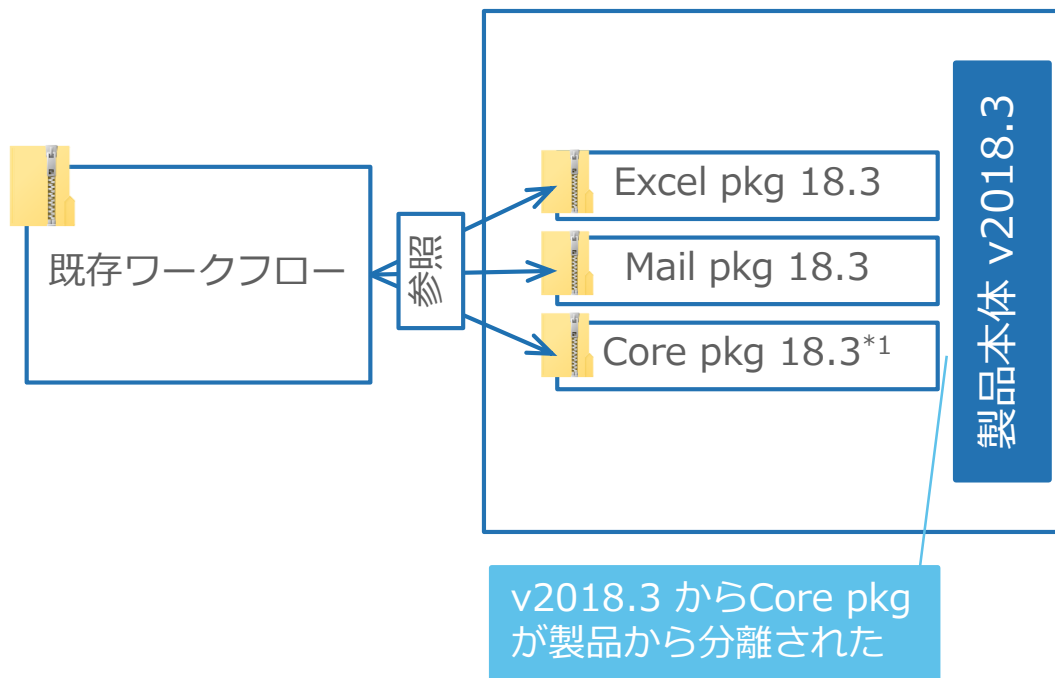 既存ワークフロー
参照
Excel pkg 18.3
Mail pkg 18.3
Core pkg 18.3*1
製品本体 v2018.3
v2018.3 からCore pkg
が製品から分離された